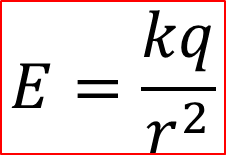 E = kq/r²